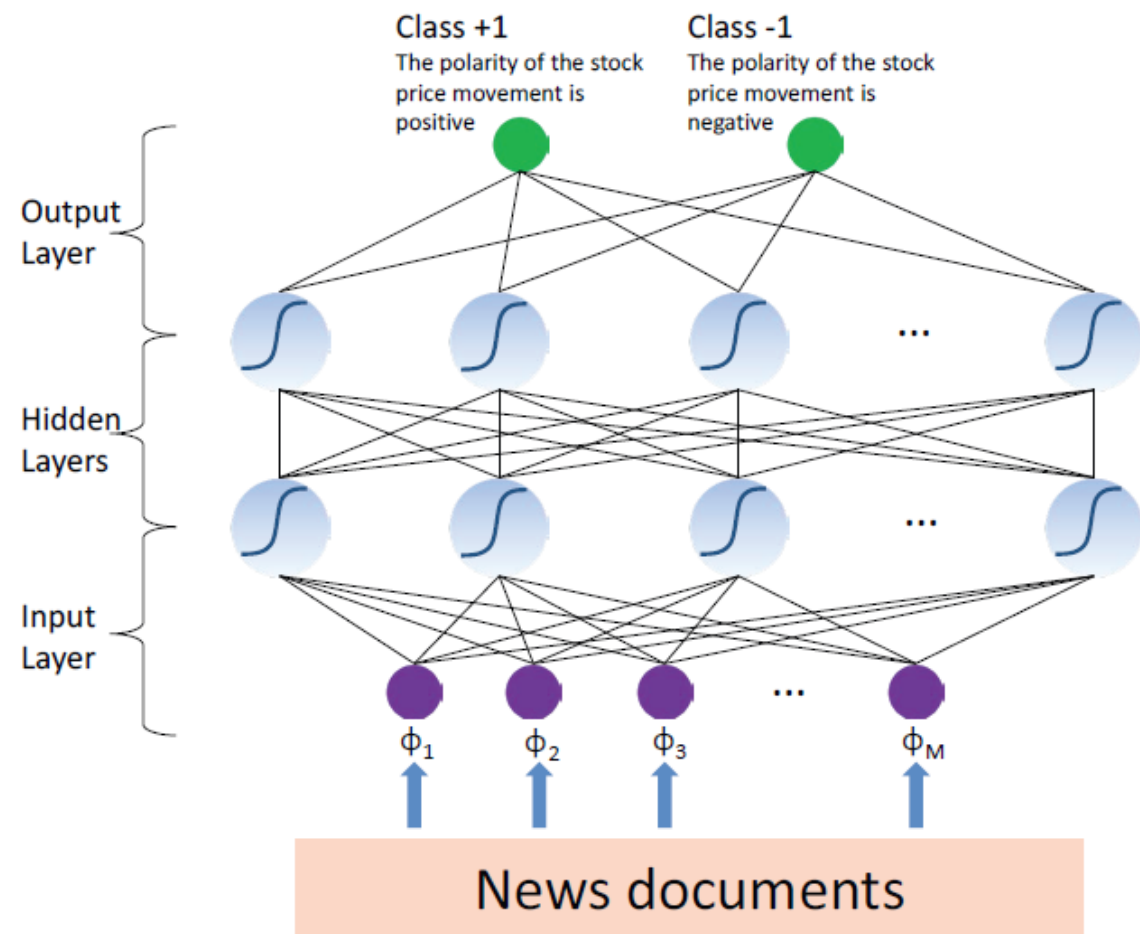 Class +1
The polarity of the stock
price movement is
positive
Class -1
The polarity of the stock
price movement is
negative
Output
Layer
...
Hidden
Layers
...
Input
Layer
...
Φ1
Φ2
Φ3
ΦM
News documents